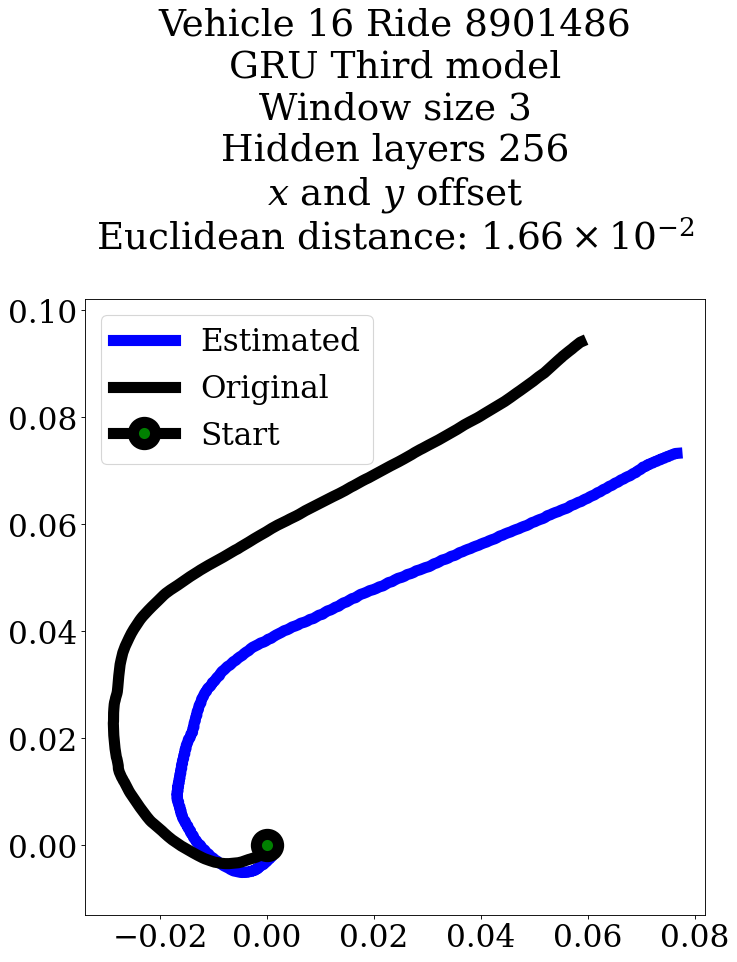 Vehicle 16 Ride 8901486
GRU Third model
Window size 3
Hidden layers 256
x and y offset
Euclidean distance: 1.66 × 10⁻²
Estimated
Original
Start
0.10
0.08
0.06
0.04
0.02
0.00
−0.02 0.00 0.02 0.04 0.06 0.08